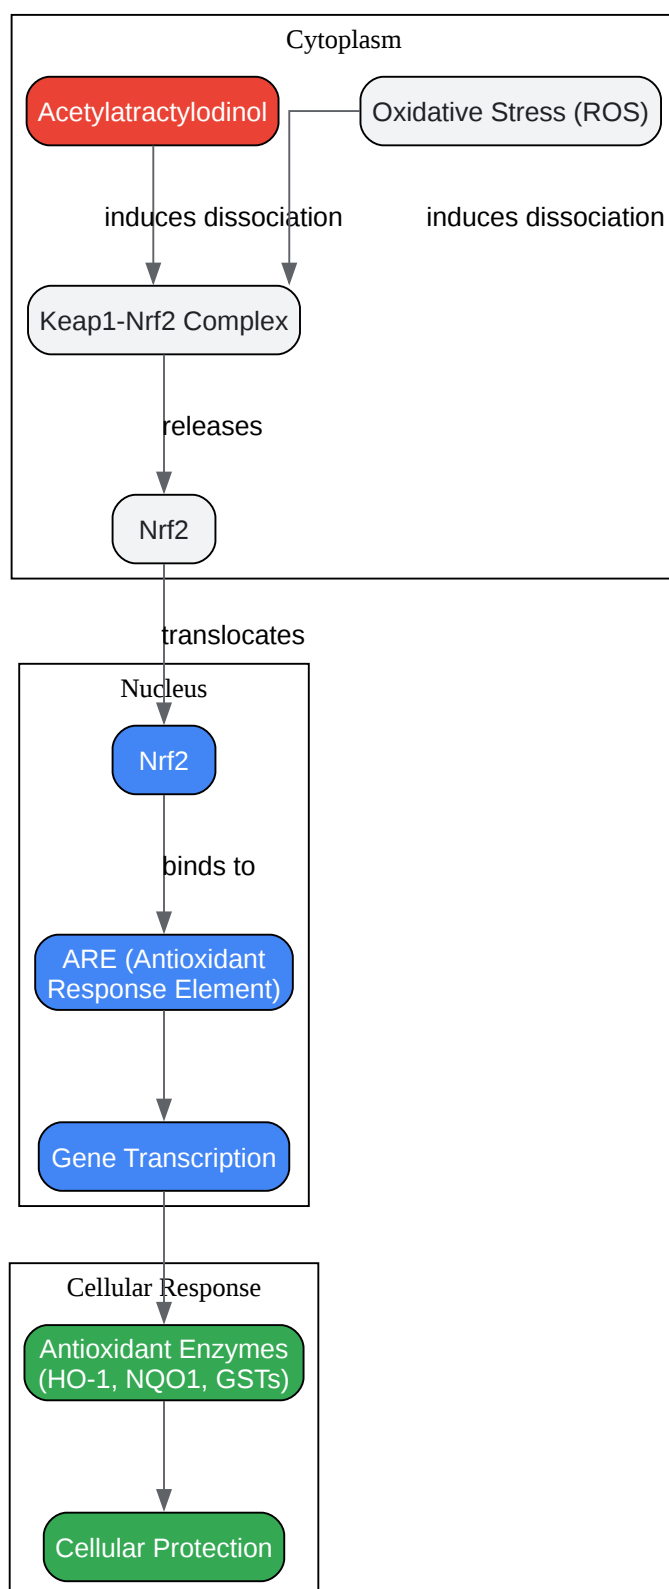 Cytoplasm
Acetylatractylodinol
Oxidative Stress (ROS)
induces dissociation
induces dissociation
Keap1-Nrf2 Complex
releases
Nrf2
translocates
Nucleus
Nrf2
binds to
ARE (Antioxidant
Response Element)
Gene Transcription
Cellular Response
Antioxidant Enzymes
(HO-1, NQO1, GSTs)
Cellular Protection